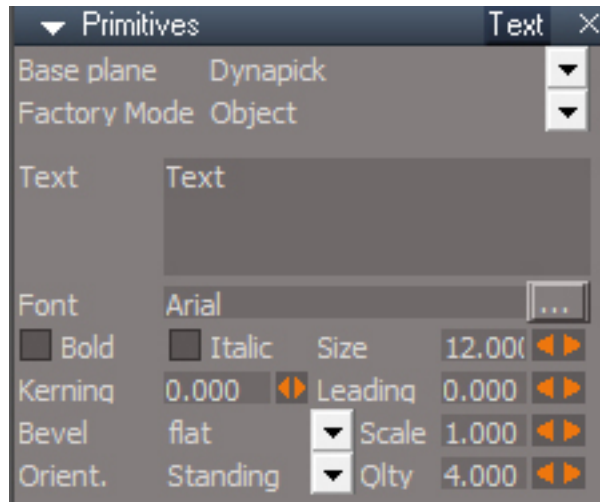 Primitives Text
Base plane Dynapick
Factory Mode Object
Text Text
Font Arial ...
Bold Italic Size 12.000
Kerning 0.000 Leading 0.000
Bevel flat Scale 1.000
Orient. Standing Qlty 4.000